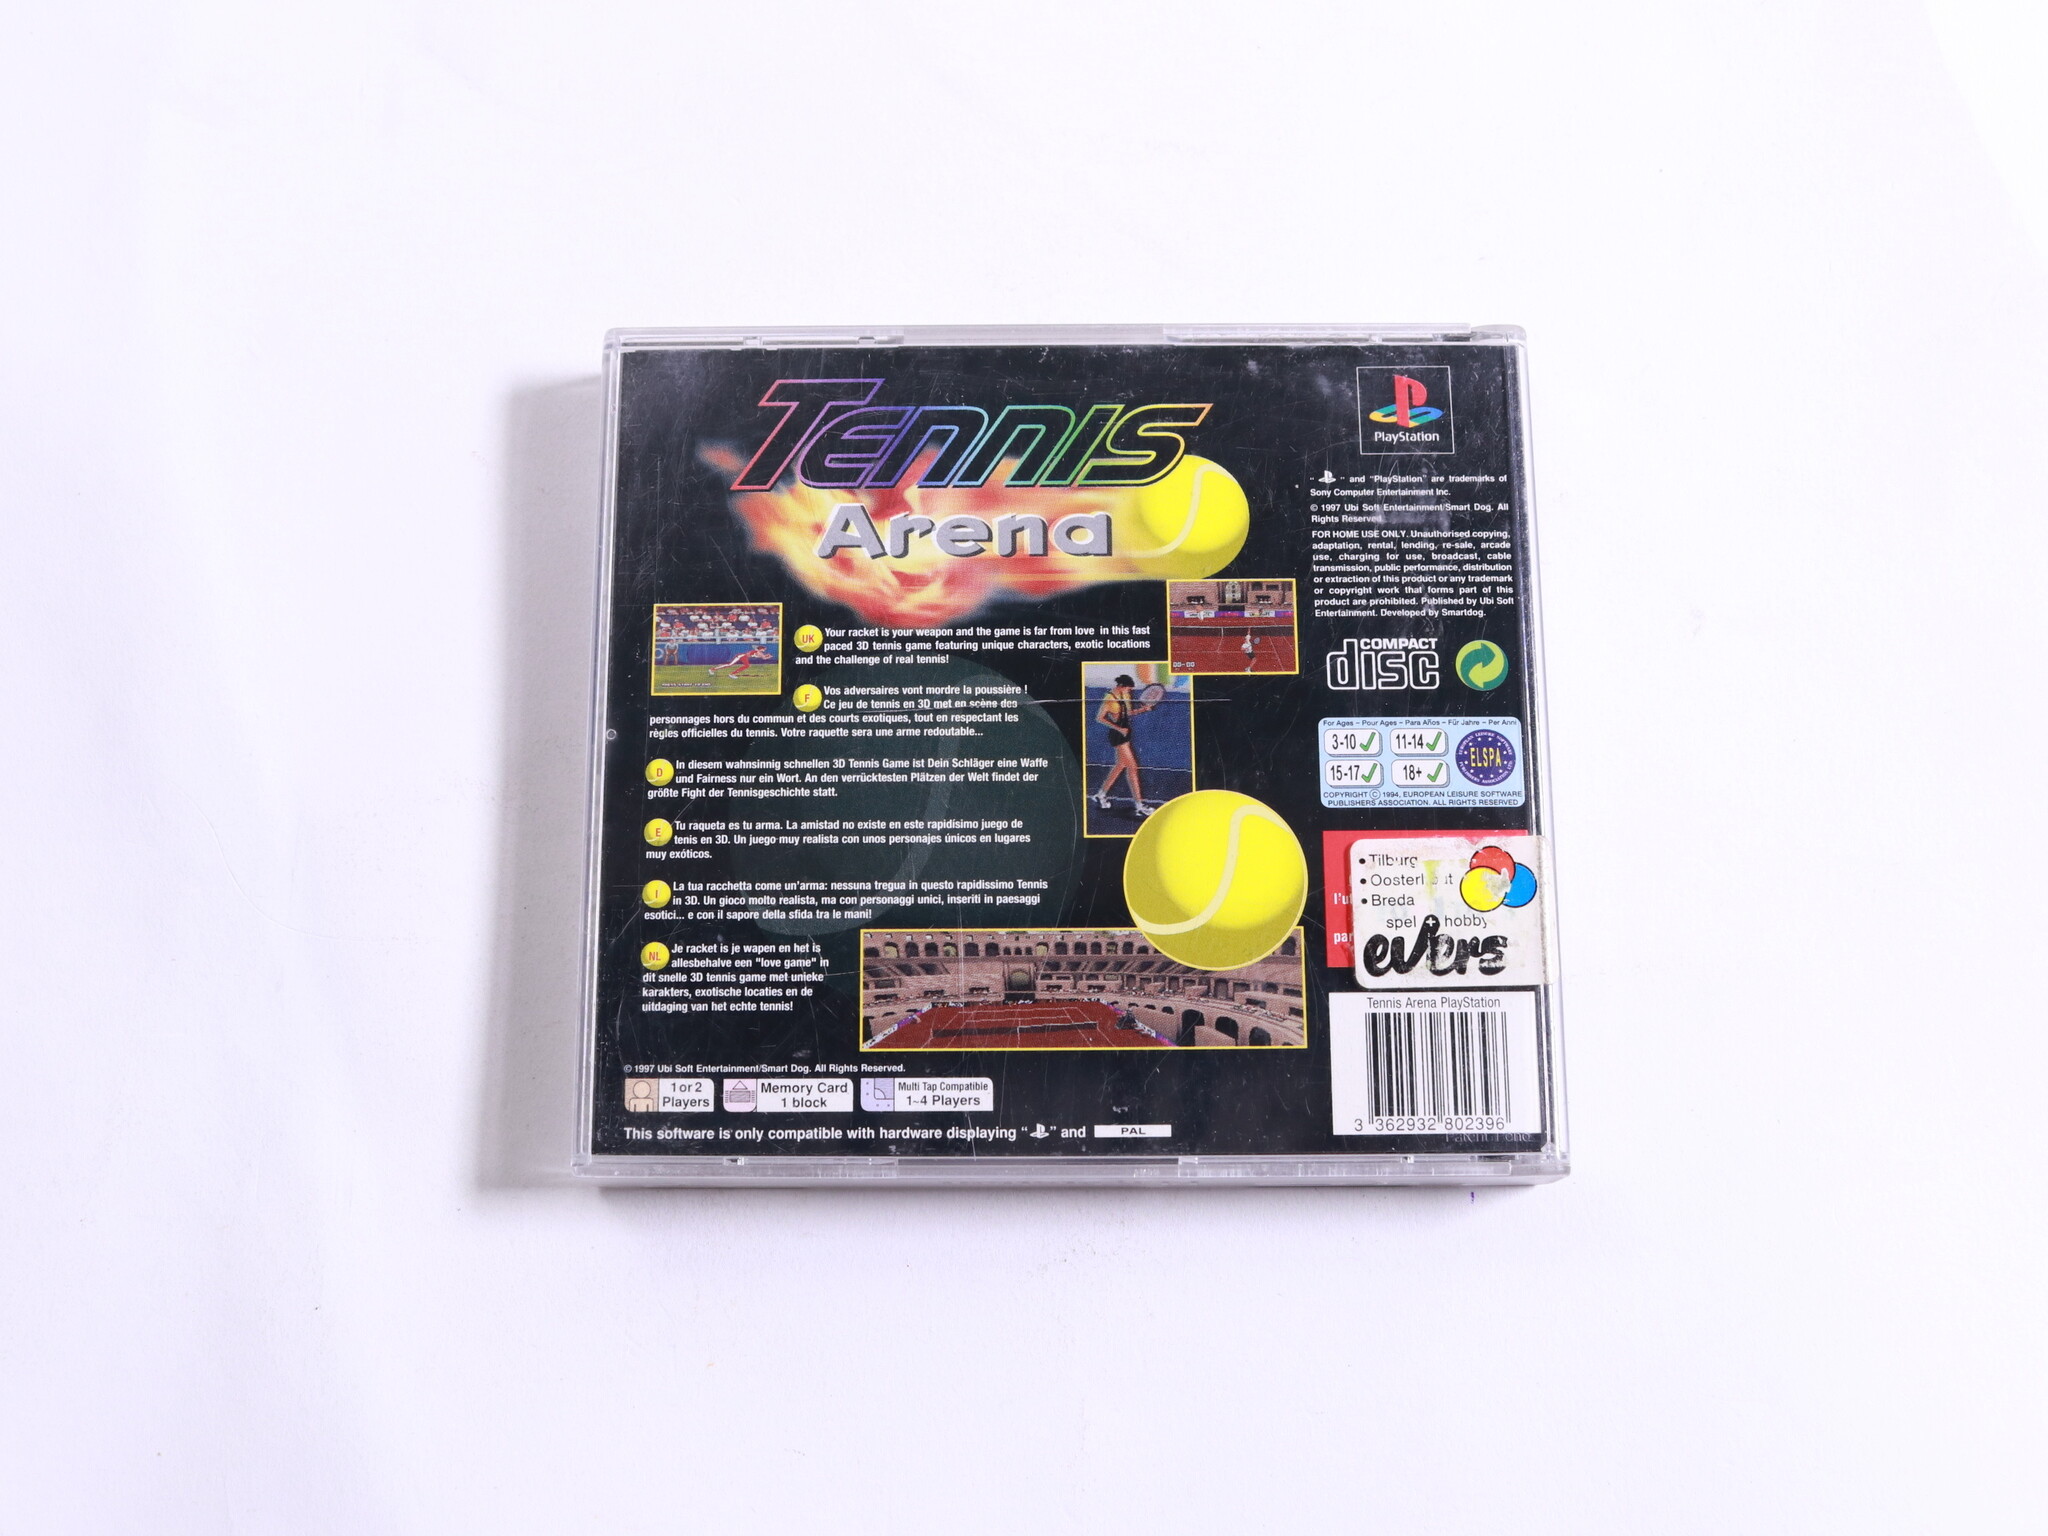 Tennis
Arena
PlayStation
" " and "PlayStation" are trademarks of
Sony Computer Entertainment Inc.
© 1997 Ubi Soft Entertainment/Smart Dog. All
Rights Reserved
FOR HOME USE ONLY. Unauthorised copying,
adaptation, rental, lending, re-sale, arcade
use, charging for use, broadcast, cable
transmission, public performance, distribution
or extraction of this product or any trademark
or copyright work that forms part of this
product are prohibited. Published by Ubi Soft
Entertainment. Developed by Smartdog.
COMPACT
disc
For Ages – Pour Ages – Para Años – Für Jahre – Per Anni
3-10 11-14
15-17 18+
ELSPA
COPYRIGHT © 1994, EUROPEAN LEISURE SOFTWARE
PUBLISHERS ASSOCIATION. ALL RIGHTS RESERVED
UK Your racket is your weapon and the game is far from love in this fast
paced 3D tennis game featuring unique characters, exotic locations
and the challenge of real tennis!
F Vos adversaires vont mordre la poussière !
Ce jeu de tennis en 3D met en scène des
personnages hors du commun et des courts exotiques, tout en respectant les
règles officielles du tennis. Votre raquette sera une arme redoutable...
D In diesem wahnsinnig schnellen 3D Tennis Game ist Dein Schläger eine Waffe
und Fairness nur ein Wort. An den verrücktesten Plätzen der Welt findet der
größte Fight der Tennisgeschichte statt.
E Tu raqueta es tu arma. La amistad no existe en este rapidísimo juego de
tenis en 3D. Un juego muy realista con unos personajes únicos en lugares
muy exóticos.
I La tua racchetta come un'arma: nessuna tregua in questo rapidissimo Tennis
in 3D. Un gioco molto realista, ma con personaggi unici, inseriti in paesaggi
esotici... e con il sapore della sfida tra le mani!
NL Je racket is je wapen en het is
allesbehalve een "love game" in
dit snelle 3D tennis game met unieke
karakters, exotische locaties en de
uitdaging van het echte tennis!
• Tilburg
• Oosterhout
• Breda
spel + hobby
evers
Tennis Arena PlayStation
3 362932 802396
© 1997 Ubi Soft Entertainment/Smart Dog. All Rights Reserved.
1 or 2
Players
Memory Card
1 block
Multi Tap Compatible
1~4 Players
This software is only compatible with hardware displaying " " and PAL